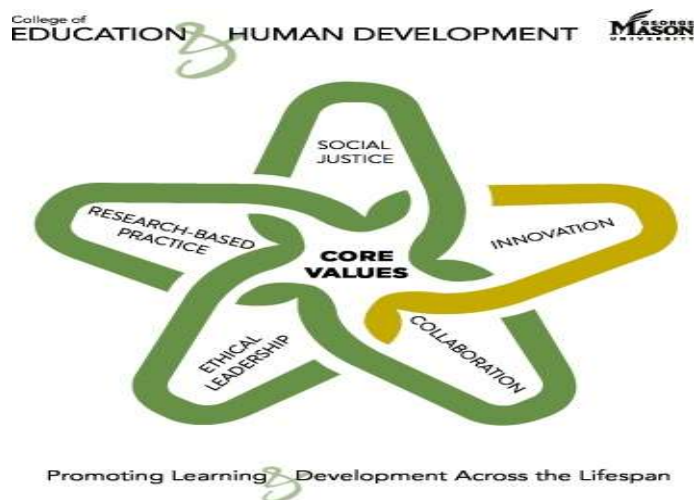 College of
EDUCATION & HUMAN DEVELOPMENT
GEORGE
MASON
UNIVERSITY
SOCIAL
JUSTICE
RESEARCH-BASED
PRACTICE
INNOVATION
CORE
VALUES
ETHICAL
LEADERSHIP
COLLABORATION
Promoting Learning & Development Across the Lifespan